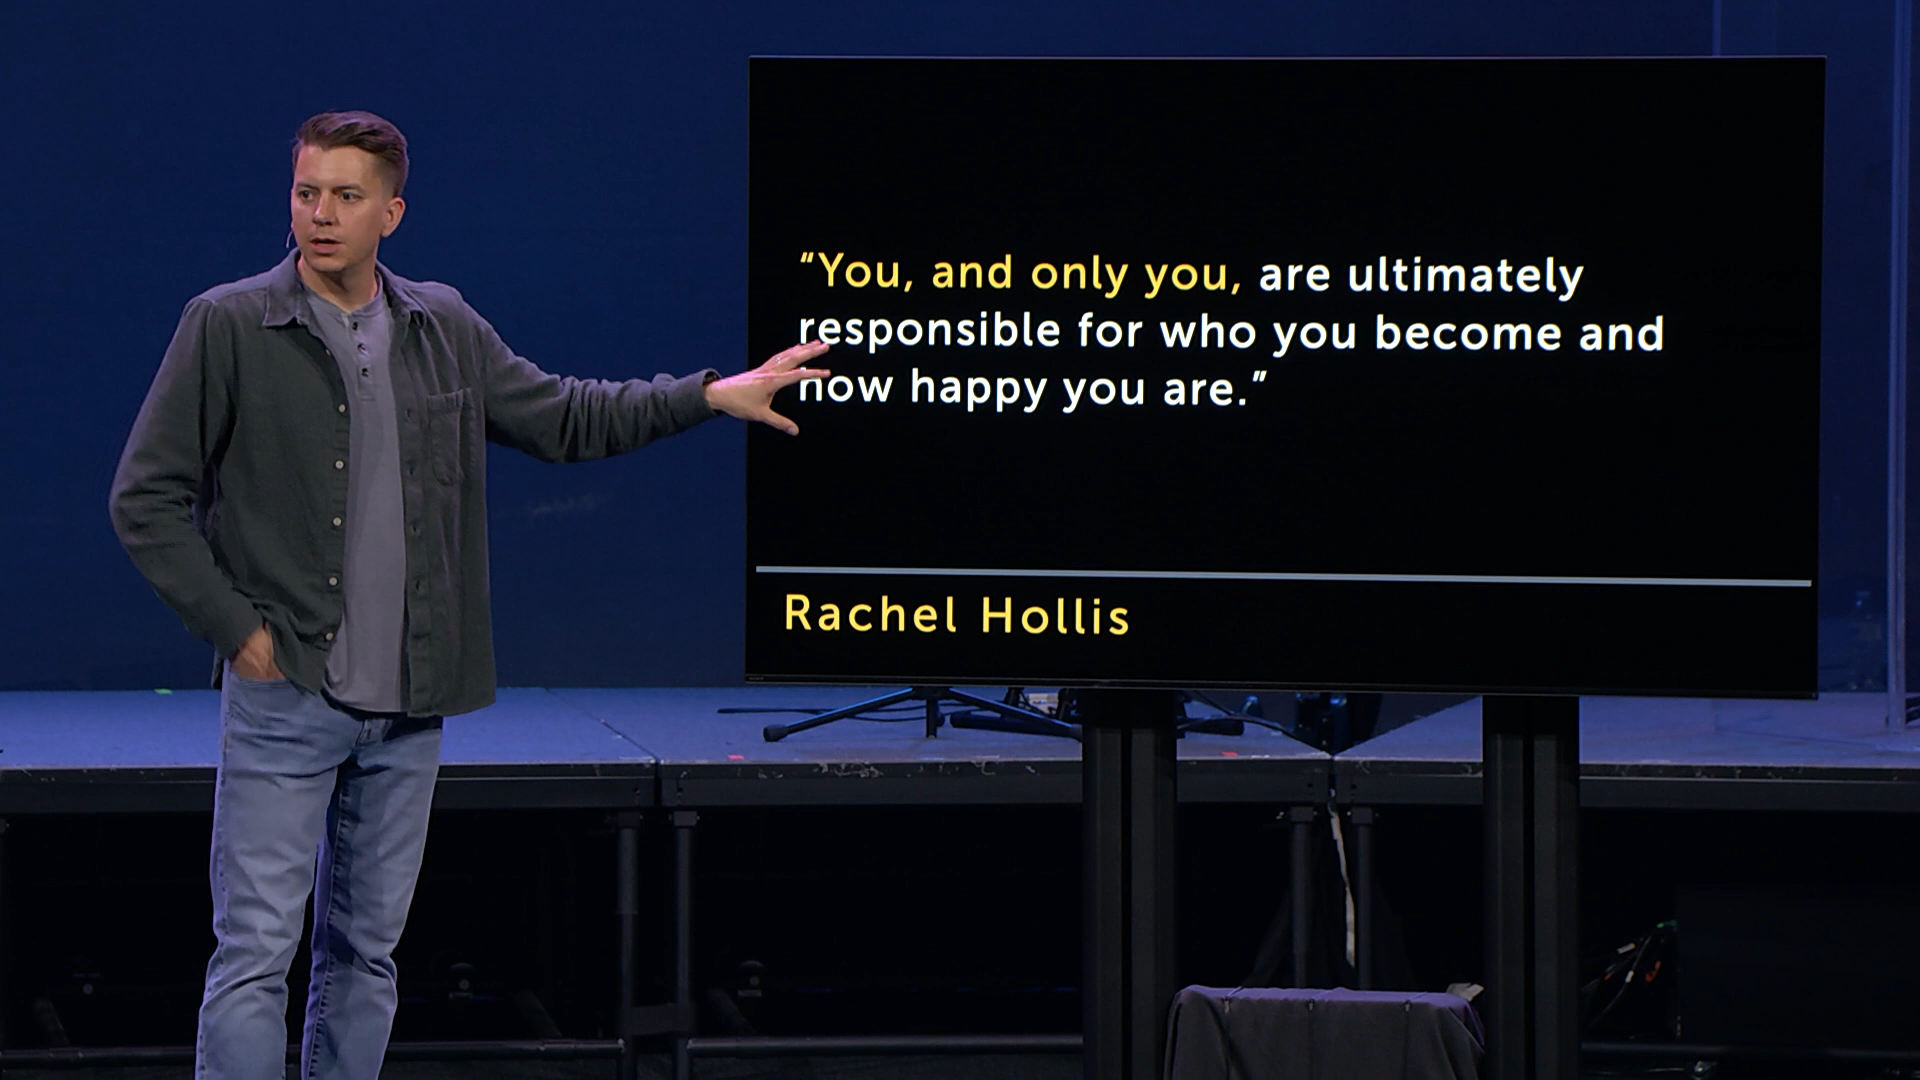 “You, and only you, are ultimately
responsible for who you become and
how happy you are.”
Rachel Hollis